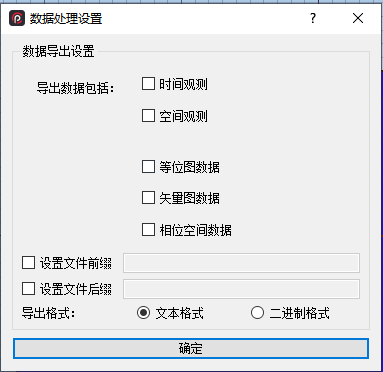 数据处理设置
数据导出设置
导出数据包括：
时间观测
空间观测
等位图数据
矢量图数据
相位空间数据
设置文件前缀
设置文件后缀
导出格式： 文本格式 二进制格式
确定